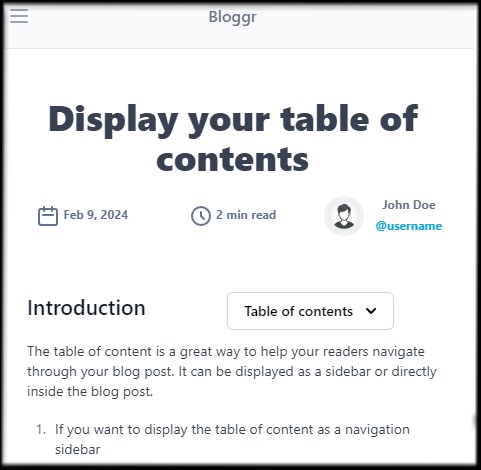 Bloggr
Display your table of
contents
Feb 9, 2024
2 min read
John Doe
@username
Introduction
Table of contents
The table of content is a great way to help your readers navigate
through your blog post. It can be displayed as a sidebar or directly
inside the blog post.
1. If you want to display the table of content as a navigation
sidebar